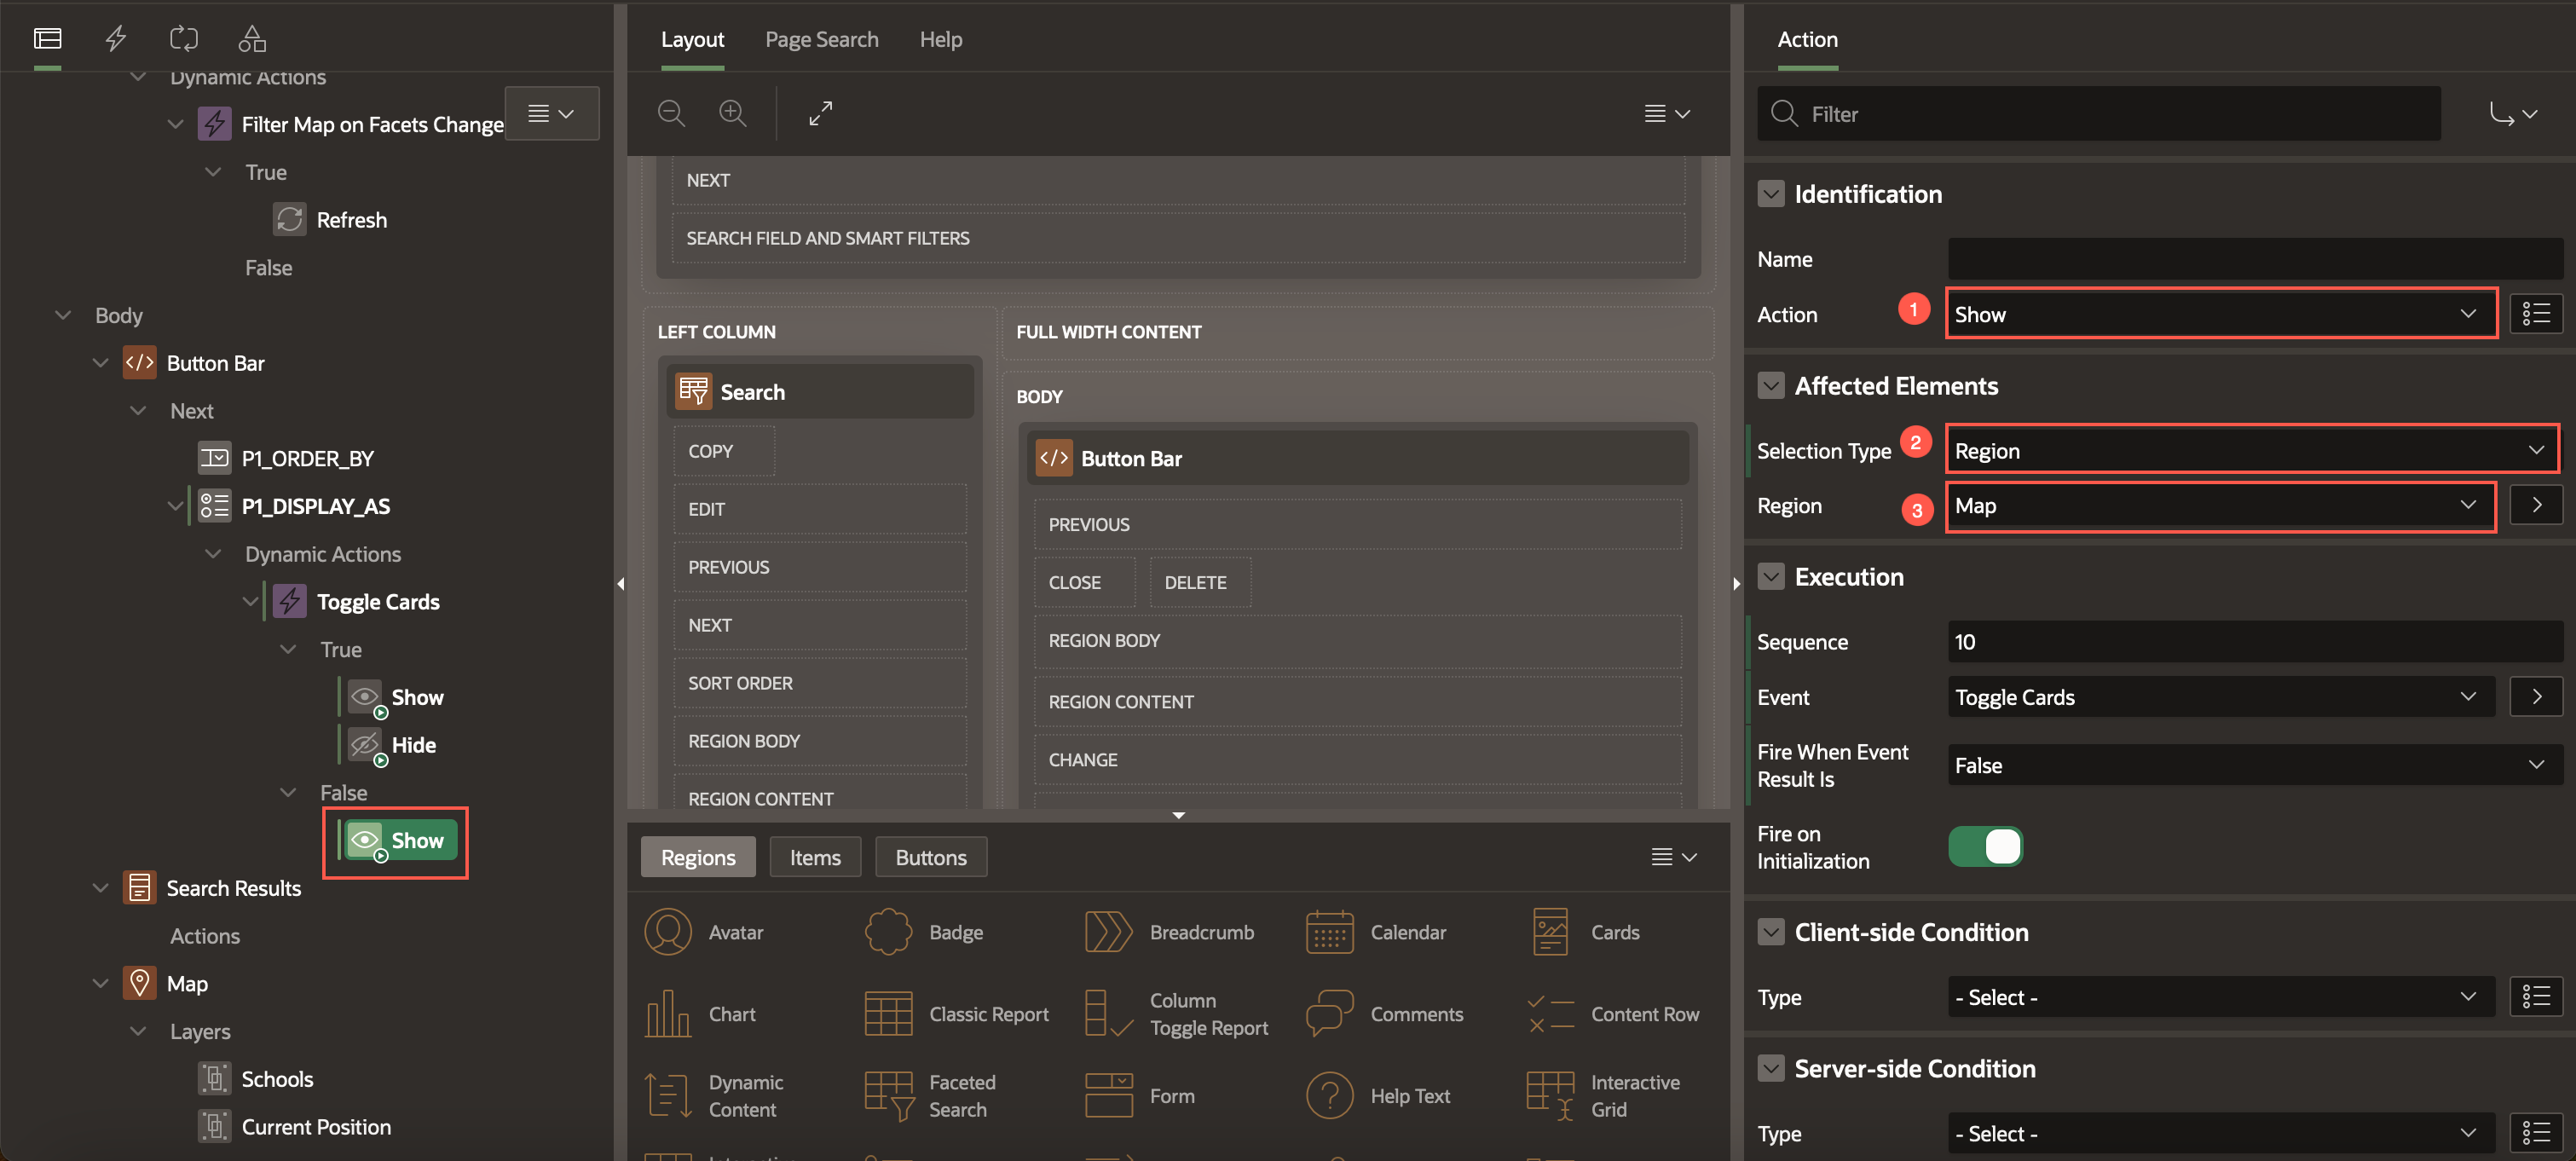 Dynamic Actions
Filter Map on Facets Change
True
Refresh
False
Body
Button Bar
Next
P1_ORDER_BY
P1_DISPLAY_AS
Dynamic Actions
Toggle Cards
True
Show
Hide
False
Show
Search Results
Actions
Map
Layers
Schools
Current Position
Layout
Page Search
Help
NEXT
SEARCH FIELD AND SMART FILTERS
LEFT COLUMN
Search
COPY
EDIT
PREVIOUS
NEXT
SORT ORDER
REGION BODY
REGION CONTENT
FULL WIDTH CONTENT
BODY
Button Bar
PREVIOUS
CLOSE
DELETE
REGION BODY
REGION CONTENT
CHANGE
Regions
Items
Buttons
Avatar
Badge
Breadcrumb
Calendar
Cards
Chart
Classic Report
Column
Toggle Report
Comments
Content Row
Dynamic
Content
Faceted
Search
Form
Help Text
Interactive
Grid
Action
Filter
Identification
Name
Action
1
Show
Affected Elements
Selection Type
2
Region
Region
3
Map
Execution
Sequence
10
Event
Toggle Cards
Fire When Event
Result Is
False
Fire on
Initialization
Client-side Condition
Type
- Select -
Server-side Condition
Type
- Select -